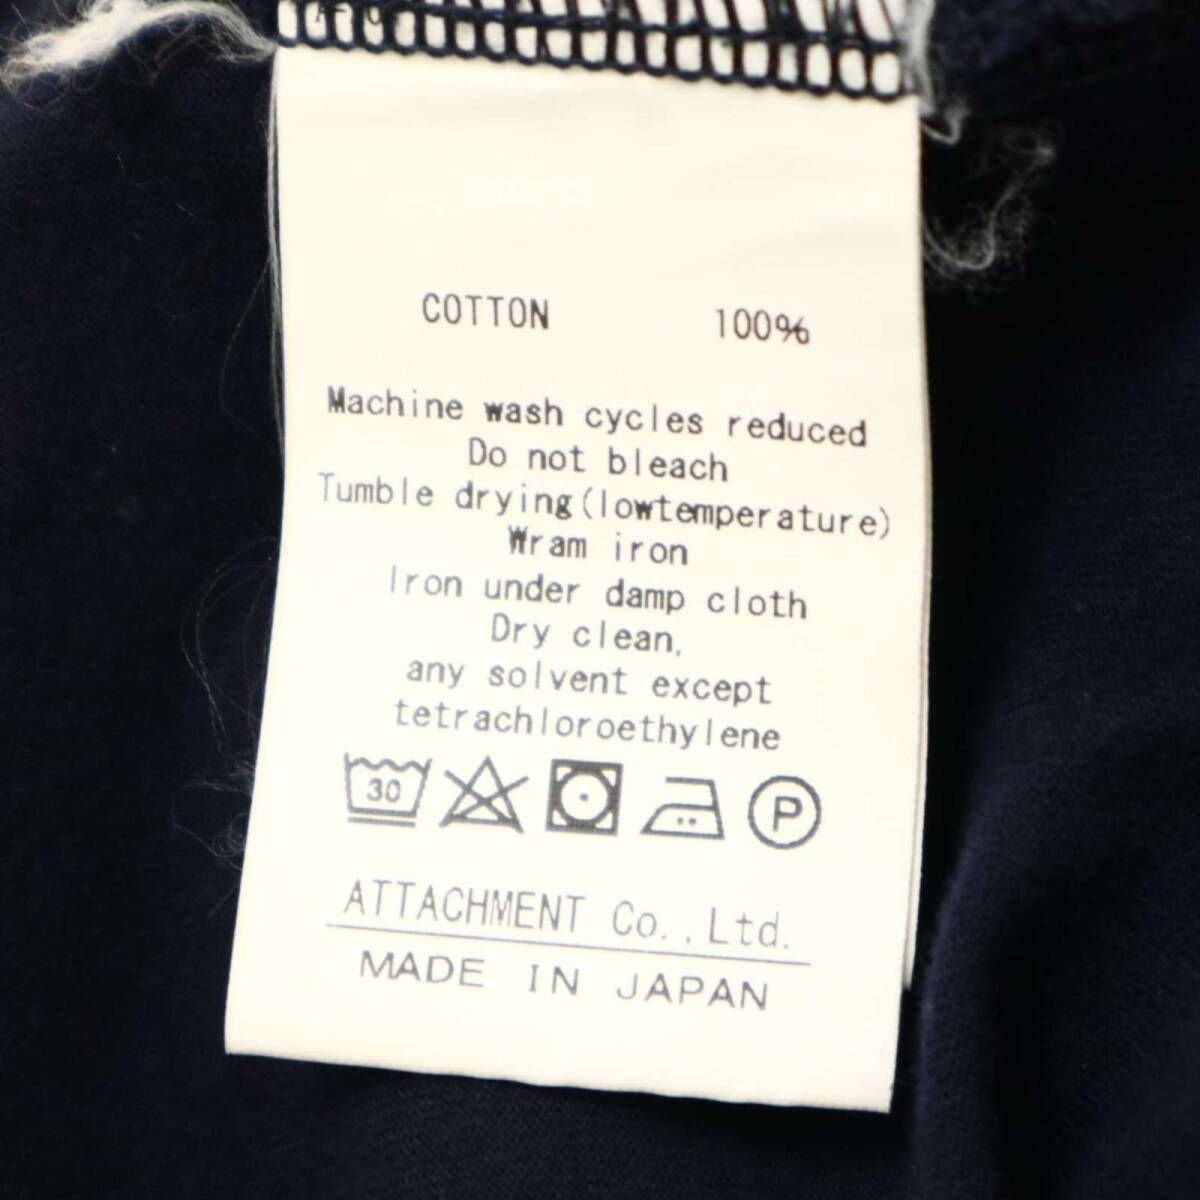 COTTON 100%
Machine wash cycles reduced
Do not bleach
Tumble drying(lowtemperature)
Wram iron
Iron under damp cloth
Dry clean,
any solvent except
tetrachloroethylene
30 P
ATTACHMENT Co.,Ltd.
MADE IN JAPAN